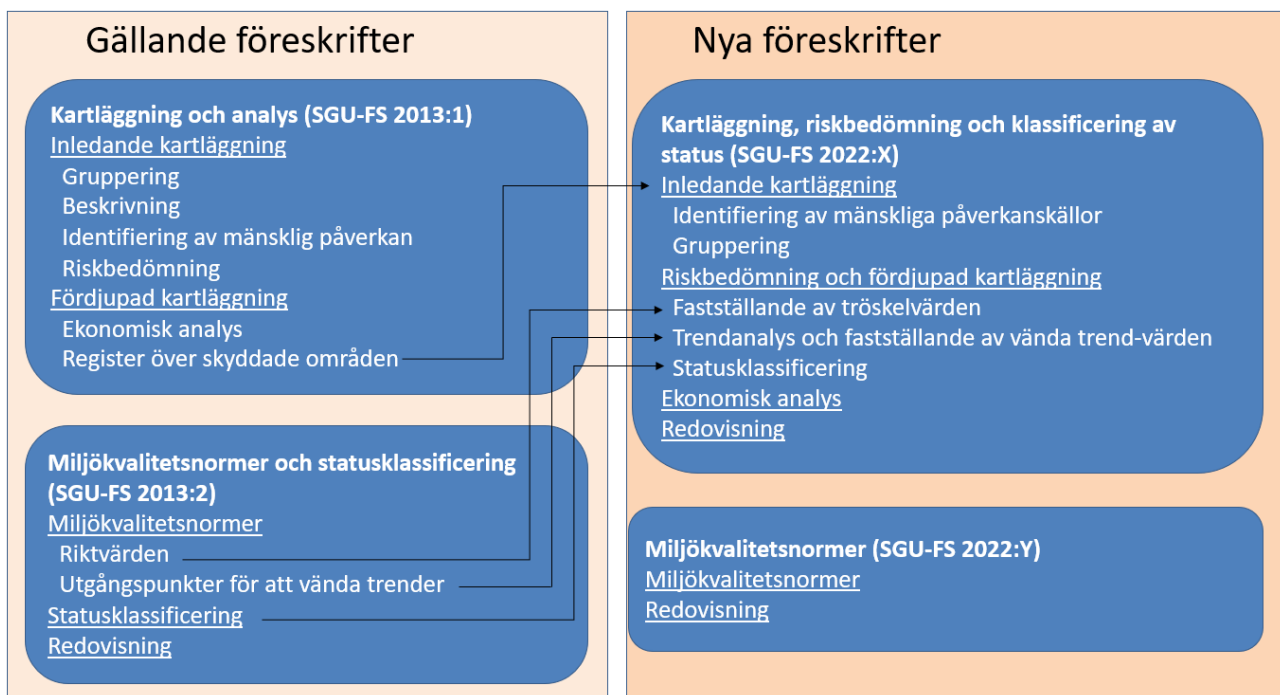 Gällande föreskrifter
Kartläggning och analys (SGU-FS 2013:1)
Inledande kartläggning
Gruppering
Beskrivning
Identifiering av mänsklig påverkan
Riskbedömning
Fördjupad kartläggning
Ekonomisk analys
Register över skyddade områden
Miljökvalitetsnormer och statusklassificering
(SGU-FS 2013:2)
Miljökvalitetsnormer
Riktvärden
Utgångspunkter för att vända trender
Statusklassificering
Redovisning
Nya föreskrifter
Kartläggning, riskbedömning och klassificering av
status (SGU-FS 2022:X)
Inledande kartläggning
Identifiering av mänskliga påverkanskällor
Gruppering
Riskbedömning och fördjupad kartläggning
Fastställande av tröskelvärden
Trendanalys och fastställande av vända trend-värden
Statusklassificering
Ekonomisk analys
Redovisning
Miljökvalitetsnormer (SGU-FS 2022:Y)
Miljökvalitetsnormer
Redovisning